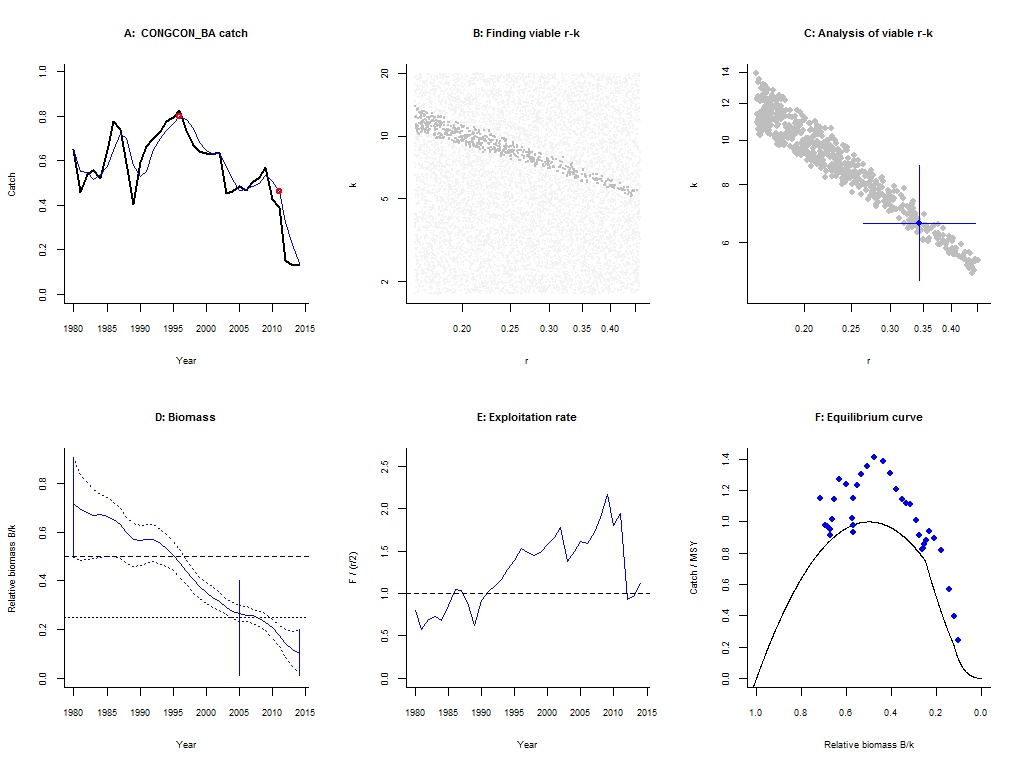 A:  CONGCON_BA catch
Catch
1.0
0.8
0.6
0.4
0.2
0.0
1980 1985 1990 1995 2000 2005 2010 2015
Year
B: Finding viable r-k
k
20
10
5
2
0.20 0.25 0.30 0.35 0.40
r
C: Analysis of viable r-k
k
14
12
10
8
6
0.20 0.25 0.30 0.35 0.40
r
D: Biomass
Relative biomass B/k
0.8
0.6
0.4
0.2
0.0
1980 1985 1990 1995 2000 2005 2010 2015
Year
E: Exploitation rate
F / (r/2)
2.5
2.0
1.5
1.0
0.5
0.0
1980 1985 1990 1995 2000 2005 2010 2015
Year
F: Equilibrium curve
Catch / MSY
1.4
1.2
1.0
0.8
0.6
0.4
0.2
0.0
1.0 0.8 0.6 0.4 0.2 0.0
Relative biomass B/k